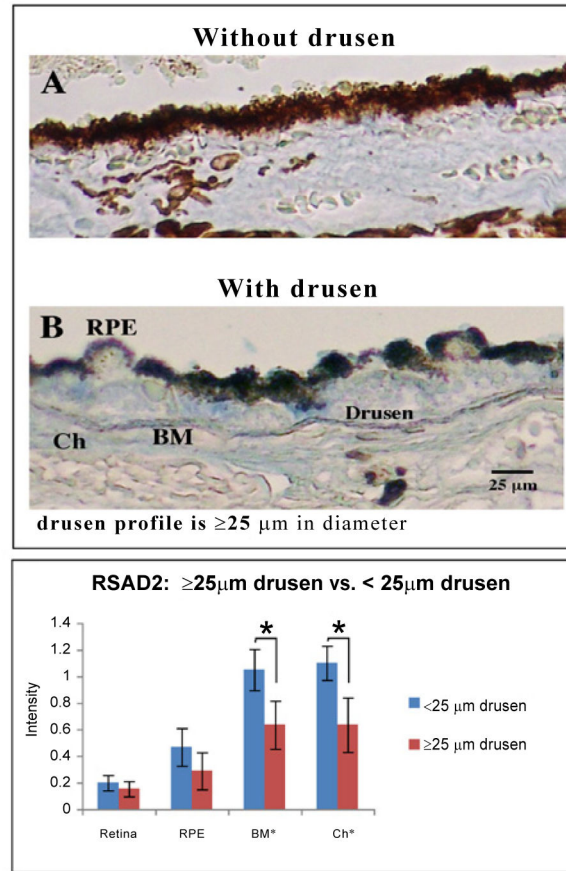 Without drusen
A
With drusen
B
RPE
Drusen
Ch
BM
25 μm
drusen profile is ≥25 μm in diameter
RSAD2: ≥25μm drusen vs. < 25μm drusen
1.4
1.2
1
0.8
0.6
0.4
0.2
0
Intensity
*
*
<25 μm drusen
≥25 μm drusen
Retina RPE BM* Ch*